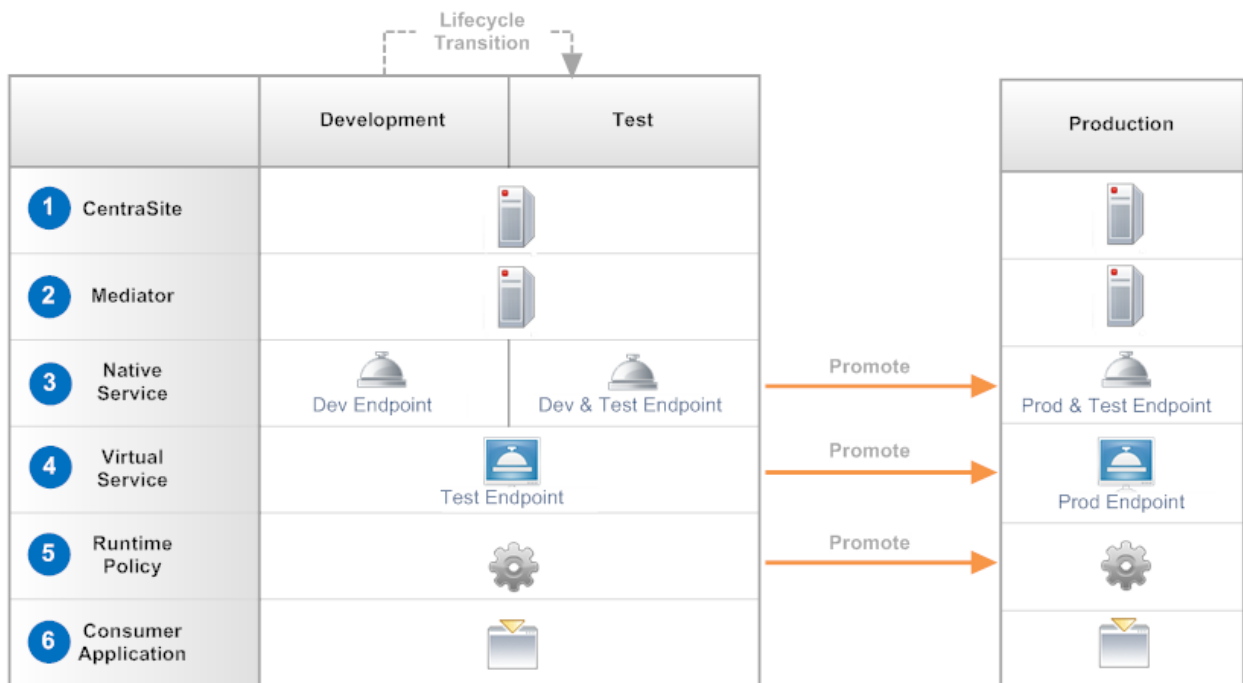 Lifecycle
Transition
Development
Test
Production
1
CentraSite
2
Mediator
3
Native
Service
Dev Endpoint
Dev & Test Endpoint
Promote
Prod & Test Endpoint
4
Virtual
Service
Test Endpoint
Promote
Prod Endpoint
5
Runtime
Policy
Promote
6
Consumer
Application